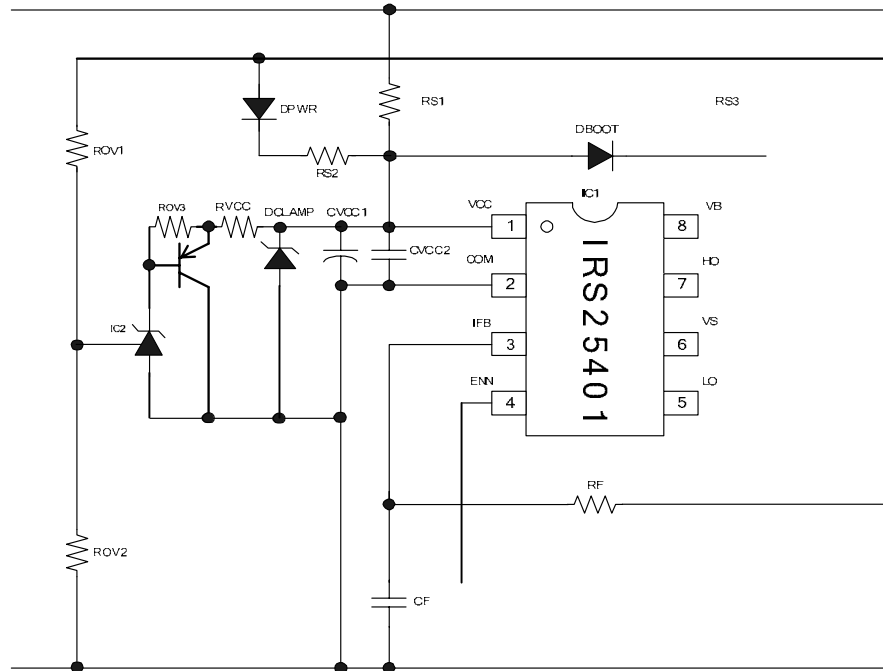 RS1
RS3
DPWR
DBOOT
ROV1
RS2
IC1
ROV3
RVCC
DCLAMP
CVCC1
VCC
VB
1
8
CVCC2
COM
HO
2
7
IRS25401
IC2
IFB
VS
3
6
ENN
LO
4
5
RF
ROV2
CF